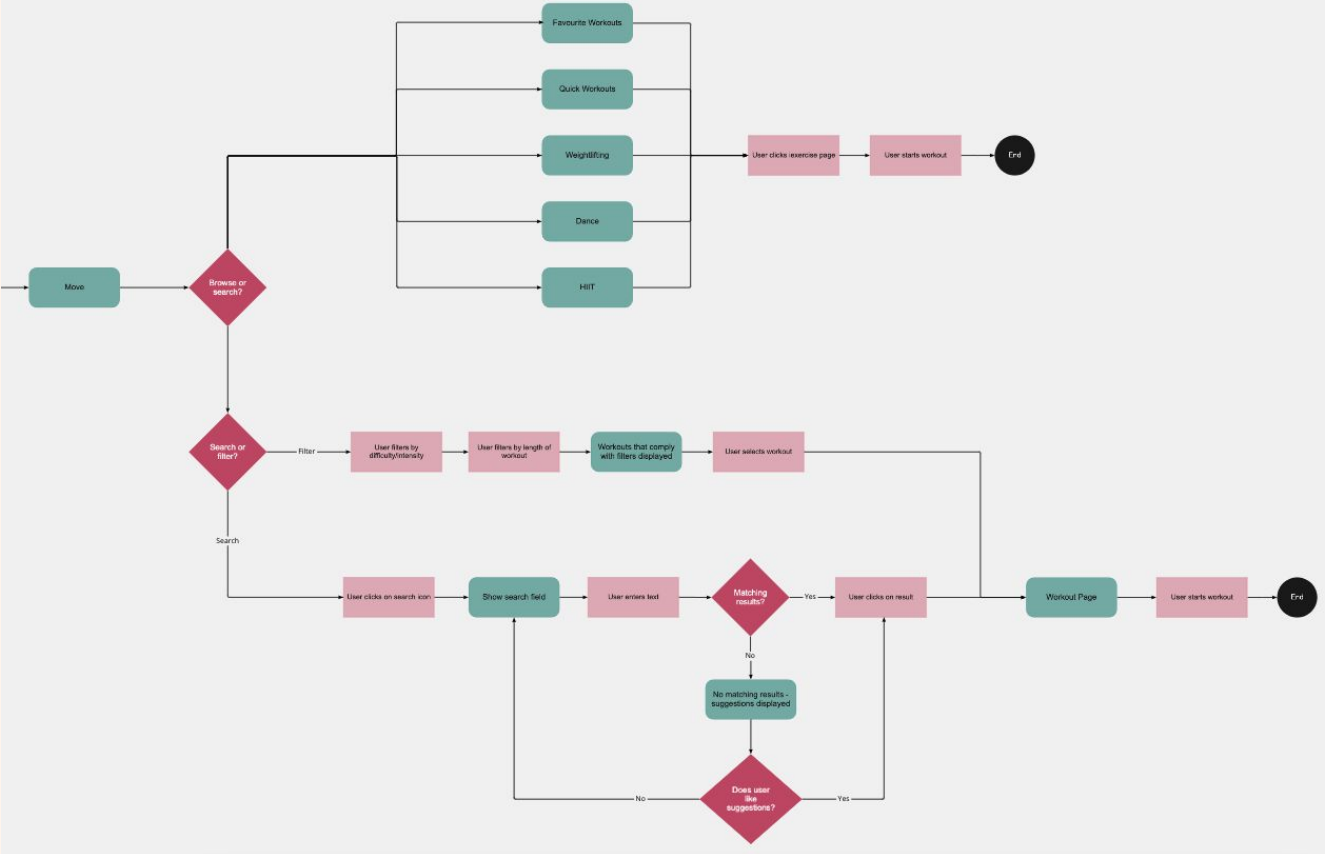 Favourite Workouts
Quick Workouts
Weightlifting
User clicks exercise page
User starts workout
End
Dance
Move
Browse or
search?
HIIT
Search or
filter?
Filter
User filters by
difficulty/intensity
User filters by length of
workout
Workouts that comply
with filters displayed
User selects workout
Search
User clicks on search icon
Show search field
User enters text
Matching
results?
Yes
User clicks on result
Workout Page
User starts workout
End
No
No matching results -
suggestions displayed
Does user
like
suggestions?
No
Yes